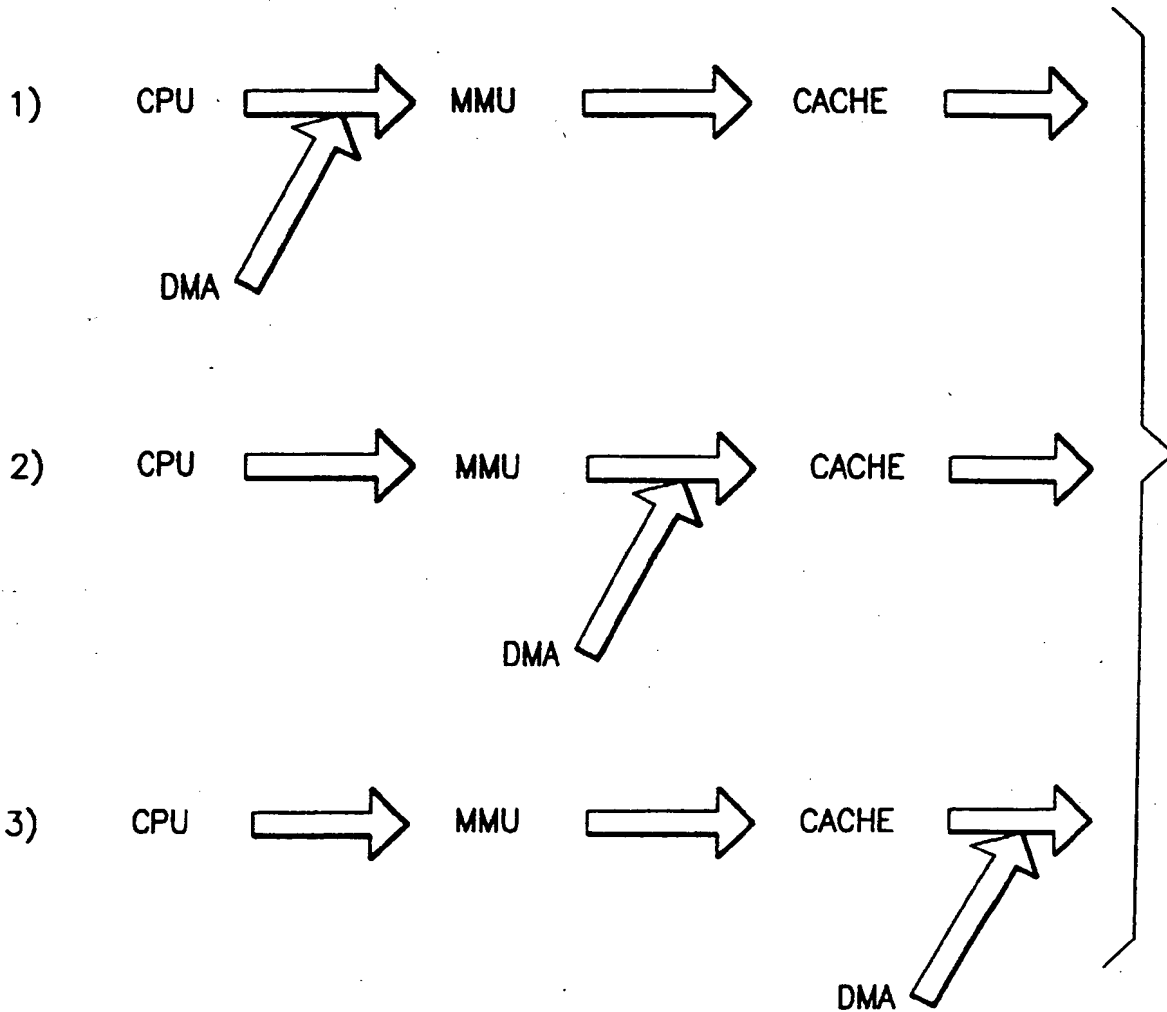 1) CPU MMU CACHE
DMA
2) CPU MMU CACHE
DMA
3) CPU MMU CACHE
DMA